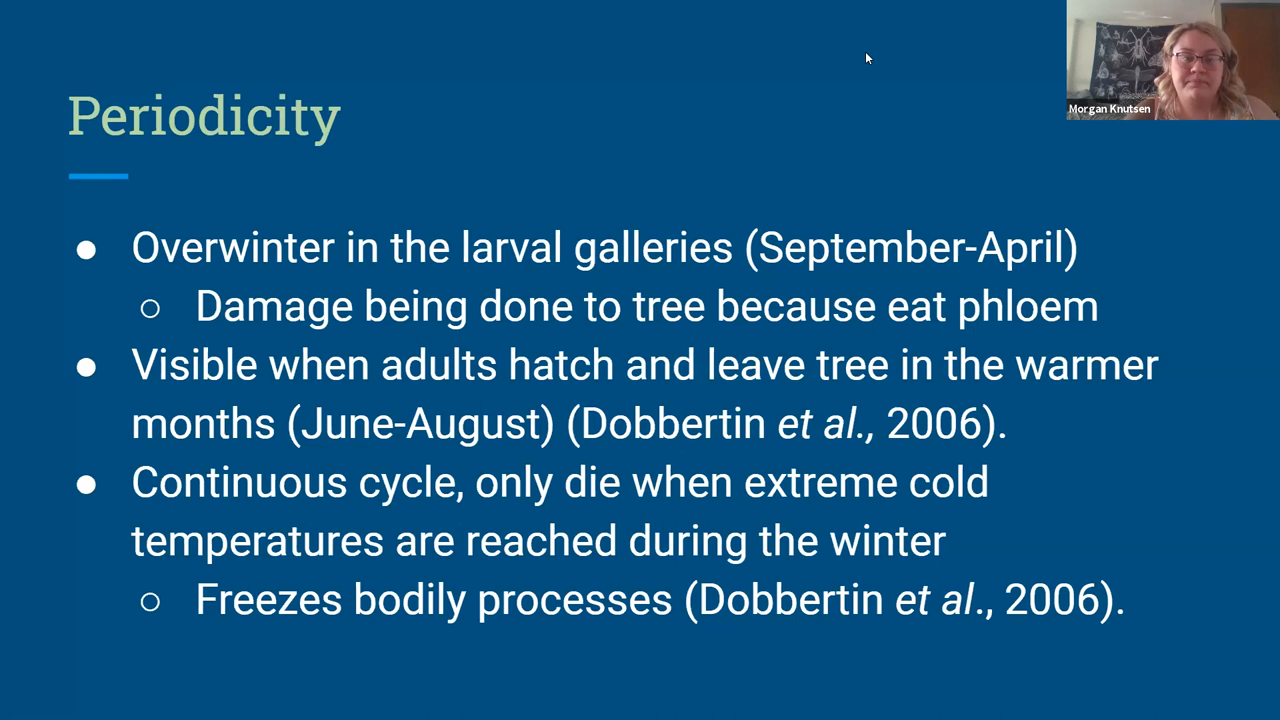 Periodicity
Morgan Knutsen
● Overwinter in the larval galleries (September-April)
○ Damage being done to tree because eat phloem
● Visible when adults hatch and leave tree in the warmer
months (June-August) (Dobbertin et al., 2006).
● Continuous cycle, only die when extreme cold
temperatures are reached during the winter
○ Freezes bodily processes (Dobbertin et al., 2006).